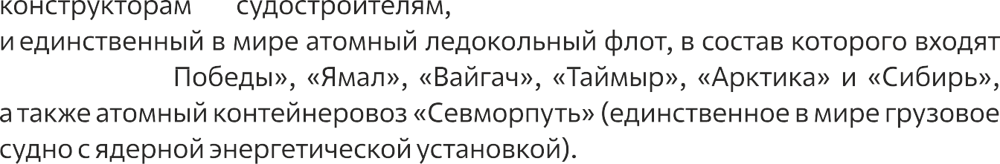 конструкторам судостроителям,
и единственный в мире атомный ледокольный флот, в состав которого входят
Победы», «Ямал», «Вайгач», «Таймыр», «Арктика» и «Сибирь»,
а также атомный контейнеровоз «Севморпуть» (единственное в мире грузовое
судно с ядерной энергетической установкой).